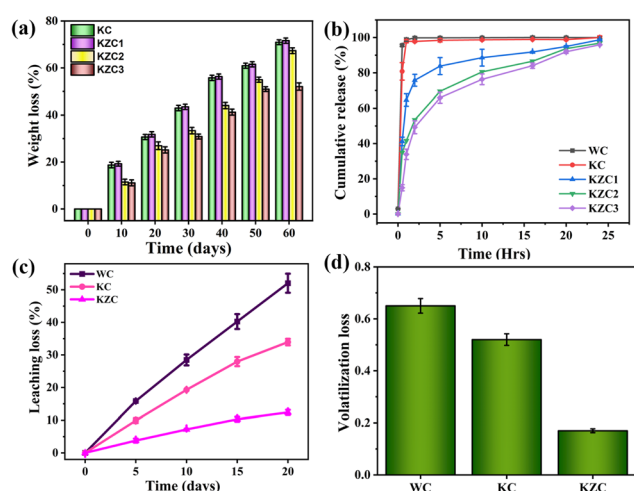 (a)
KC
KZC1
KZC2
KZC3
Weight loss (%)
80
60
40
20
0
0 10 20 30 40 50 60
Time (days)
(b)
Cumulative release (%)
100
80
60
40
20
0
WC
KC
KZC1
KZC2
KZC3
0 5 10 15 20 25
Time (Hrs)
(c)
WC
KC
KZC
Leaching loss (%)
50
40
30
20
10
0
0 5 10 15 20
Time (days)
(d)
Volatilization loss
0.8
0.6
0.4
0.2
0.0
WC KC KZC